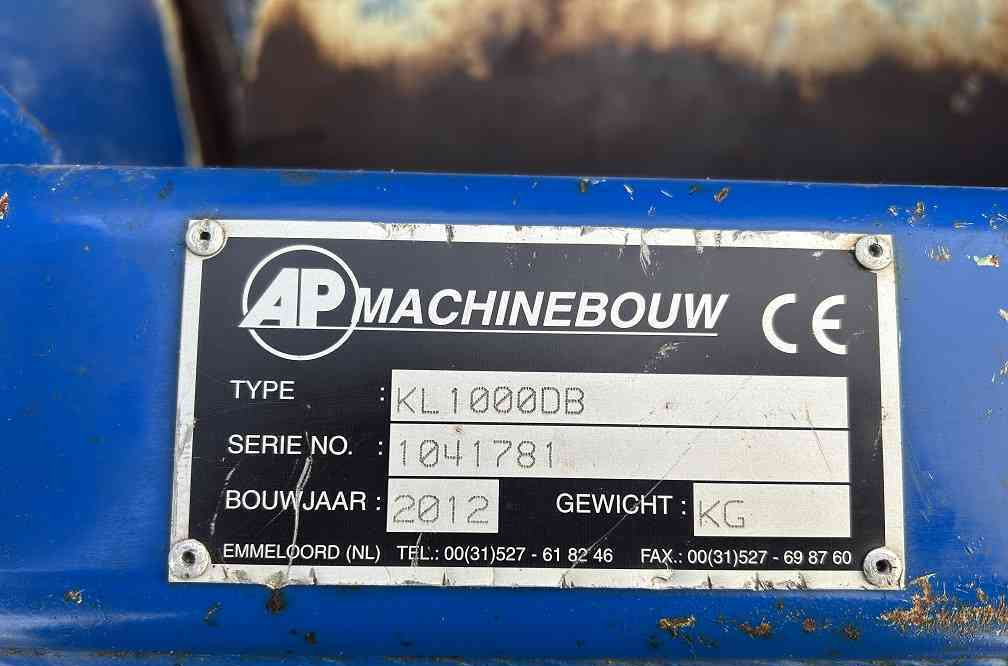 AP MACHINEBOUW CE
TYPE : KL1000DB
SERIE NO. : 1041781
BOUWJAAR : 2012 GEWICHT : KG
EMMELOORD (NL) TEL.: 00(31)527 - 61 82 46 FAX.: 00(31)527 - 69 87 60